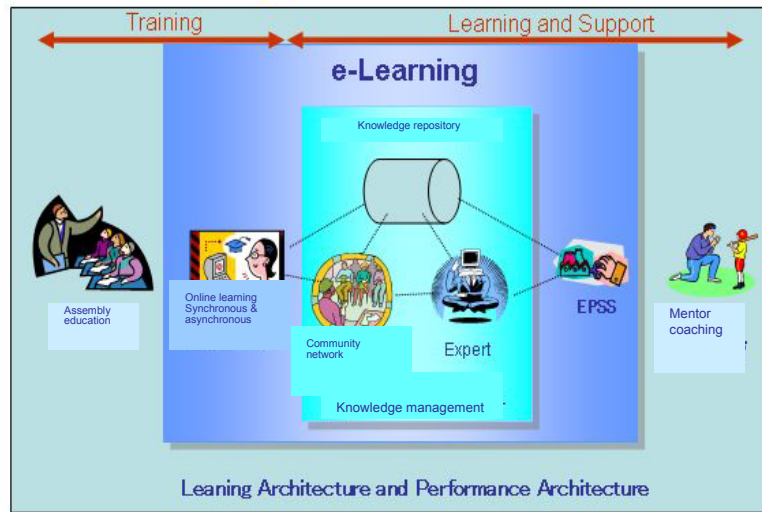 Training
Learning and Support
e-Learning
Knowledge repository
Assembly
education
Online learning
Synchronous &
asynchronous
Community
network
Expert
EPSS
Mentor
coaching
Knowledge management
Leaning Architecture and Performance Architecture